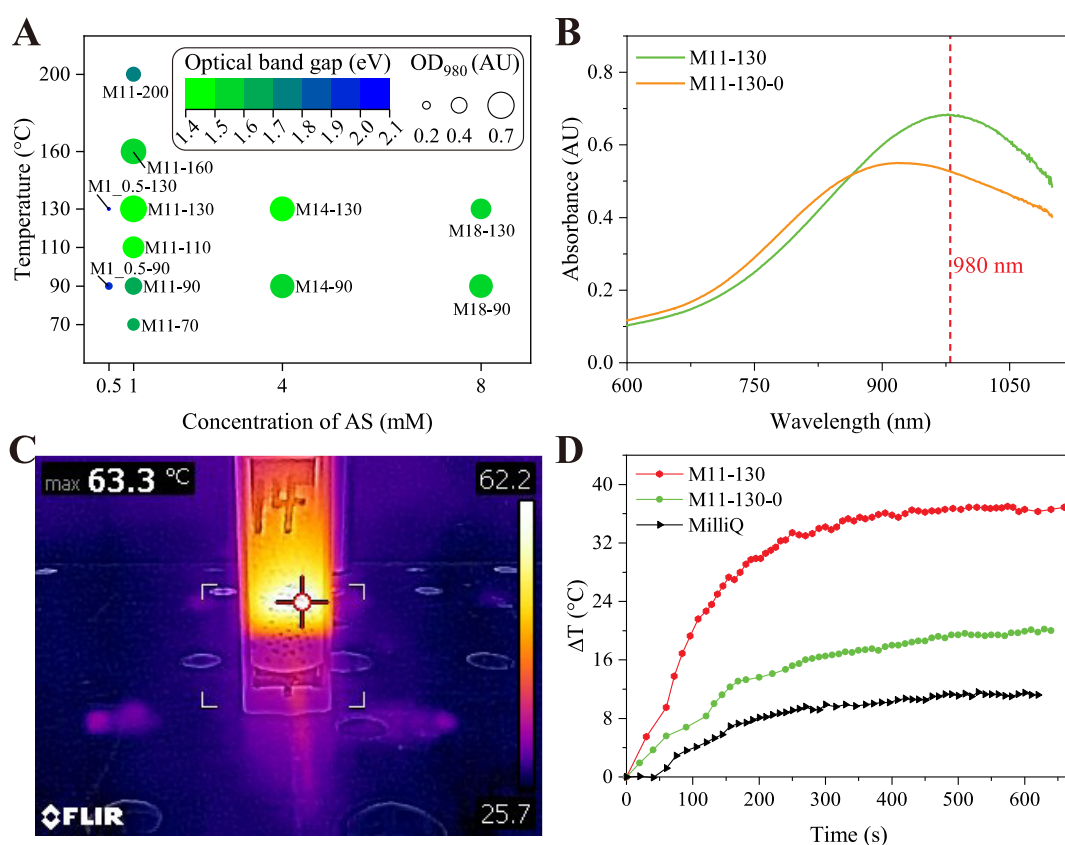 A
Temperature (°C)
200
160
130
110
90
70
0.5
1
4
8
Concentration of AS (mM)
Optical band gap (eV)
1.4
1.5
1.6
1.7
1.8
1.9
2.0
2.1
OD980 (AU)
0.2
0.4
0.7
M11-200
M11-160
M1_0.5-130
M11-130
M14-130
M18-130
M11-110
M1_0.5-90
M11-90
M14-90
M18-90
M11-70
B
Absorbance (AU)
0.8
0.6
0.4
0.2
0.0
600
750
900
1050
Wavelength (nm)
M11-130
M11-130-0
980 nm
C
max 63.3 °C
62.2
25.7
FLIR
D
ΔT (°C)
40
32
24
16
8
0
0
100
200
300
400
500
600
Time (s)
M11-130
M11-130-0
MilliQ